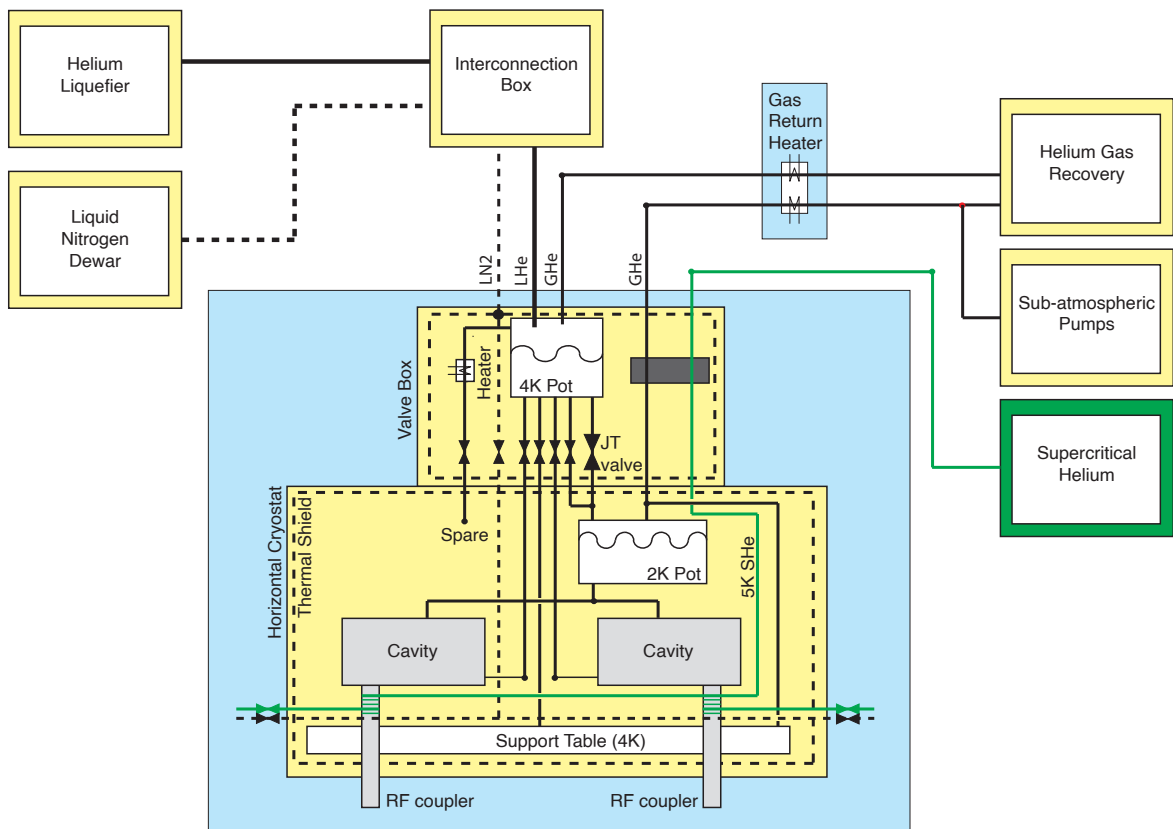 Helium
Liquefier
Interconnection
Box
Gas
Return
Heater
Helium Gas
Recovery
Liquid
Nitrogen
Dewar
LN2
LHe
GHe
GHe
Sub-atmospheric
Pumps
Valve Box
Heater
4K Pot
JT
valve
Supercritical
Helium
Horizontal Cryostat
Thermal Shield
Spare
2K Pot
5K SHe
Cavity
Cavity
Support Table (4K)
RF coupler
RF coupler